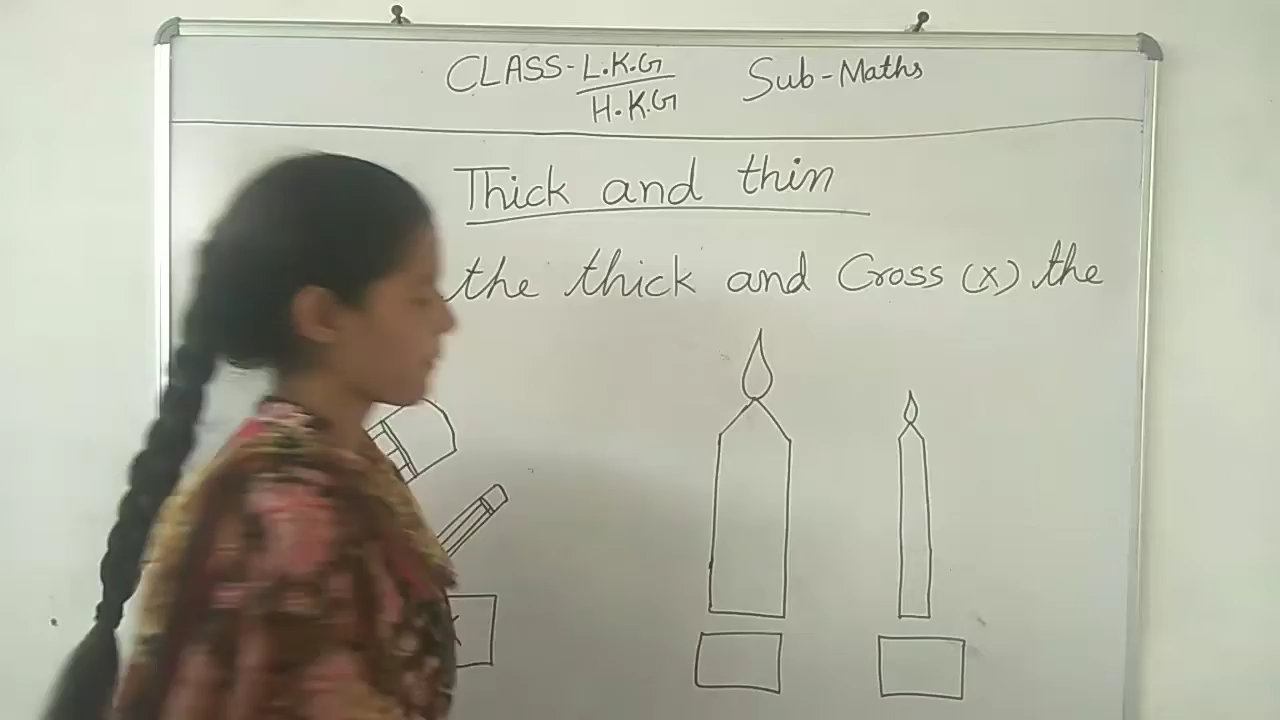 CLASS-L.K.G Sub-Maths
H.K.G
Thick and thin
the thick and Cross (x) the